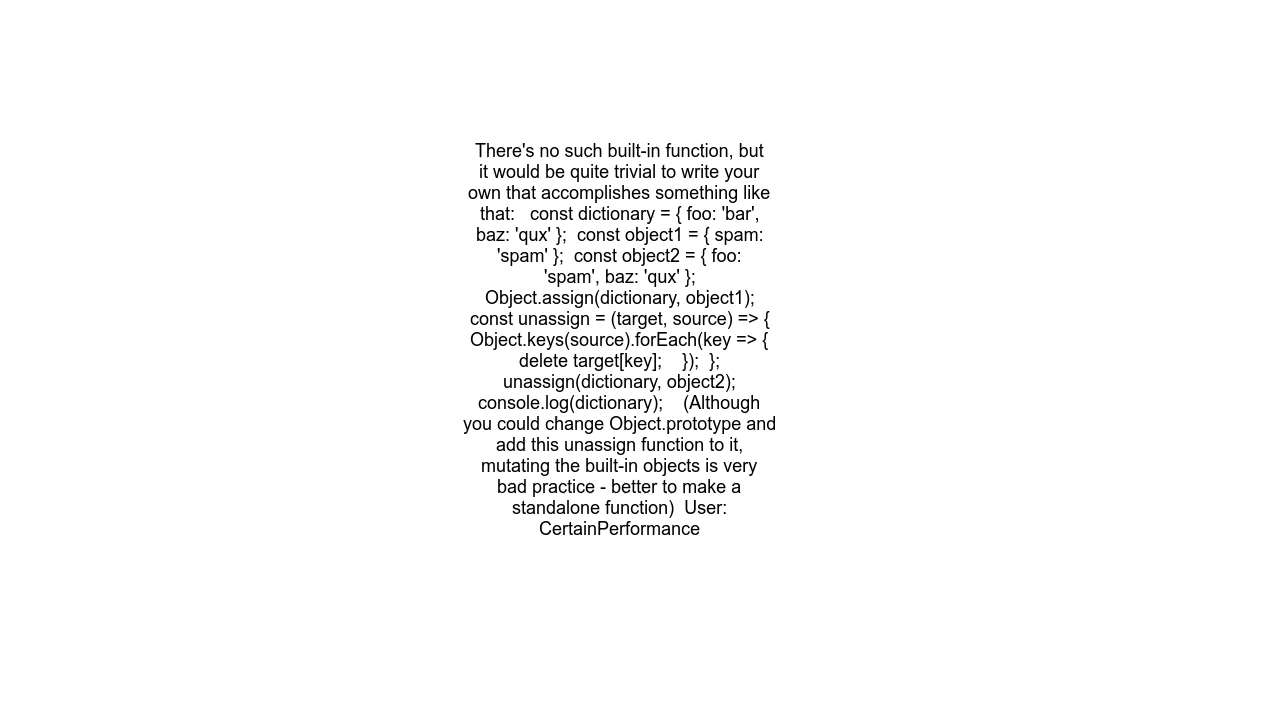 There's no such built-in function, but
it would be quite trivial to write your
own that accomplishes something like
that:   const dictionary = { foo: 'bar',
baz: 'qux' };  const object1 = { spam:
'spam' };  const object2 = { foo:
'spam', baz: 'qux' };
Object.assign(dictionary, object1);
const unassign = (target, source) => {
Object.keys(source).forEach(key => {
delete target[key];    });  };
unassign(dictionary, object2);
console.log(dictionary);    (Although
you could change Object.prototype and
add this unassign function to it,
mutating the built-in objects is very
bad practice - better to make a
standalone function)  User:
CertainPerformance